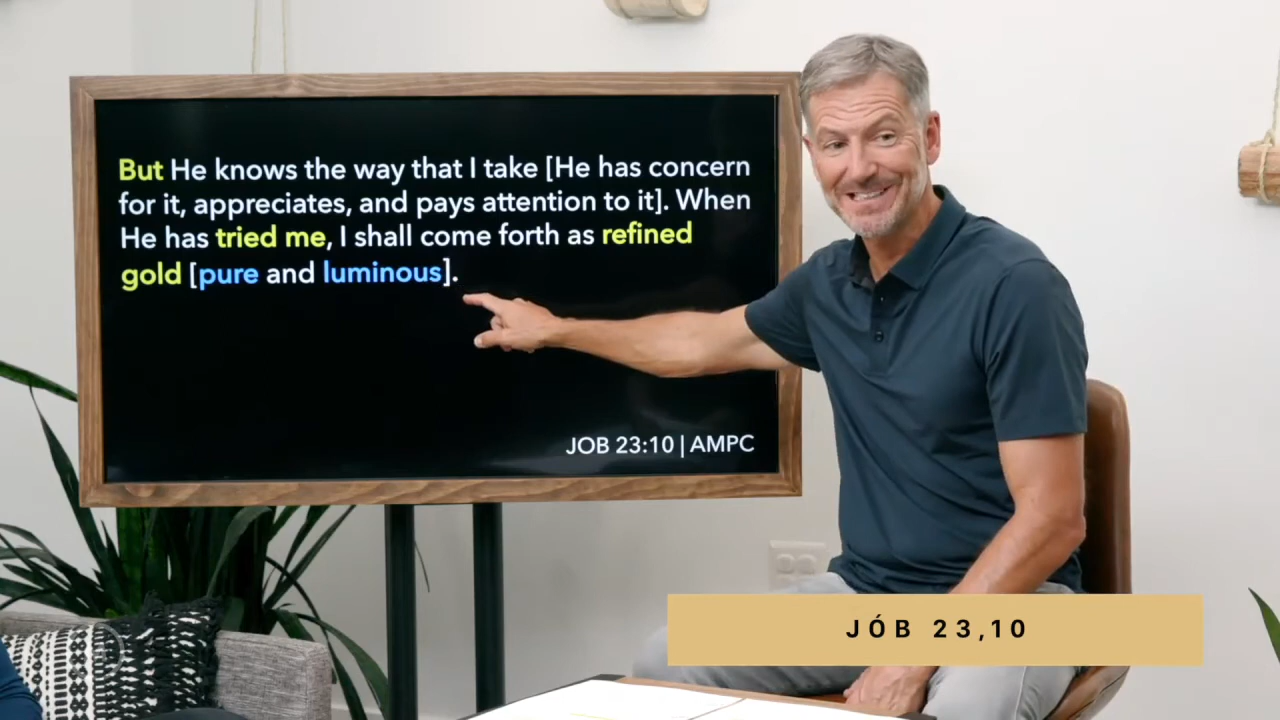 But He knows the way that I take [He has concern
for it, appreciates, and pays attention to it]. When
He has tried me, I shall come forth as refined
gold [pure and luminous].
JOB 23:10 | AMPC
JÓB 23,10